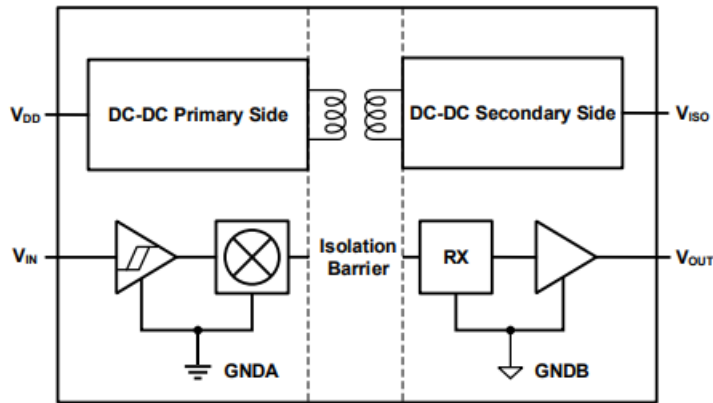 DC-DC Primary Side
DC-DC Secondary Side
VDD
VISO
VIN
Isolation
Barrier
RX
VOUT
GNDA
GNDB